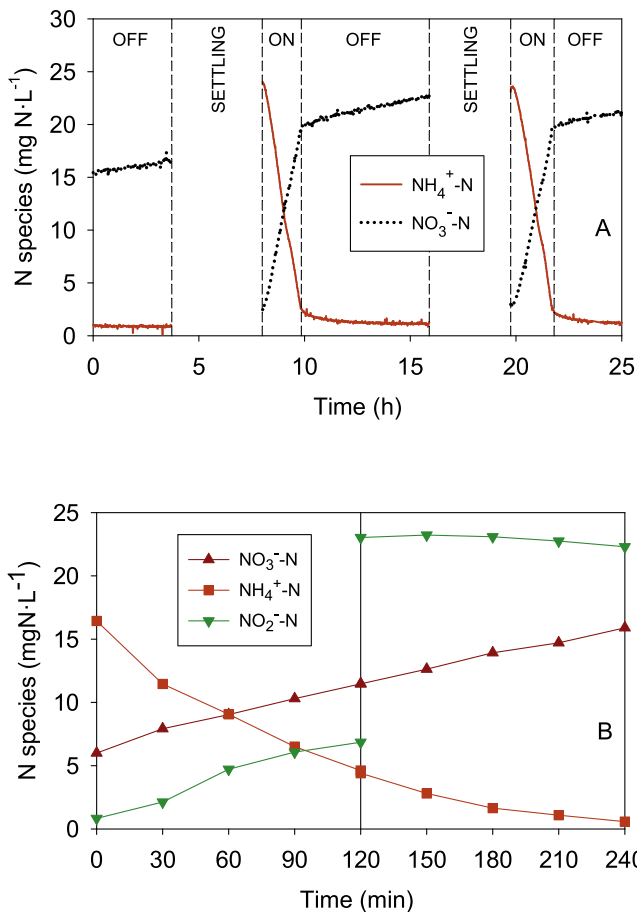 30
25
20
15
10
5
0
N species (mg N·L⁻¹)
OFF
SETTLING
ON
OFF
SETTLING
ON
OFF
NH₄⁺-N
NO₃⁻-N
A
0 5 10 15 20 25
Time (h)
25
20
15
10
5
0
N species (mgN·L⁻¹)
NO₃⁻-N
NH₄⁺-N
NO₂⁻-N
B
0 30 60 90 120 150 180 210 240
Time (min)